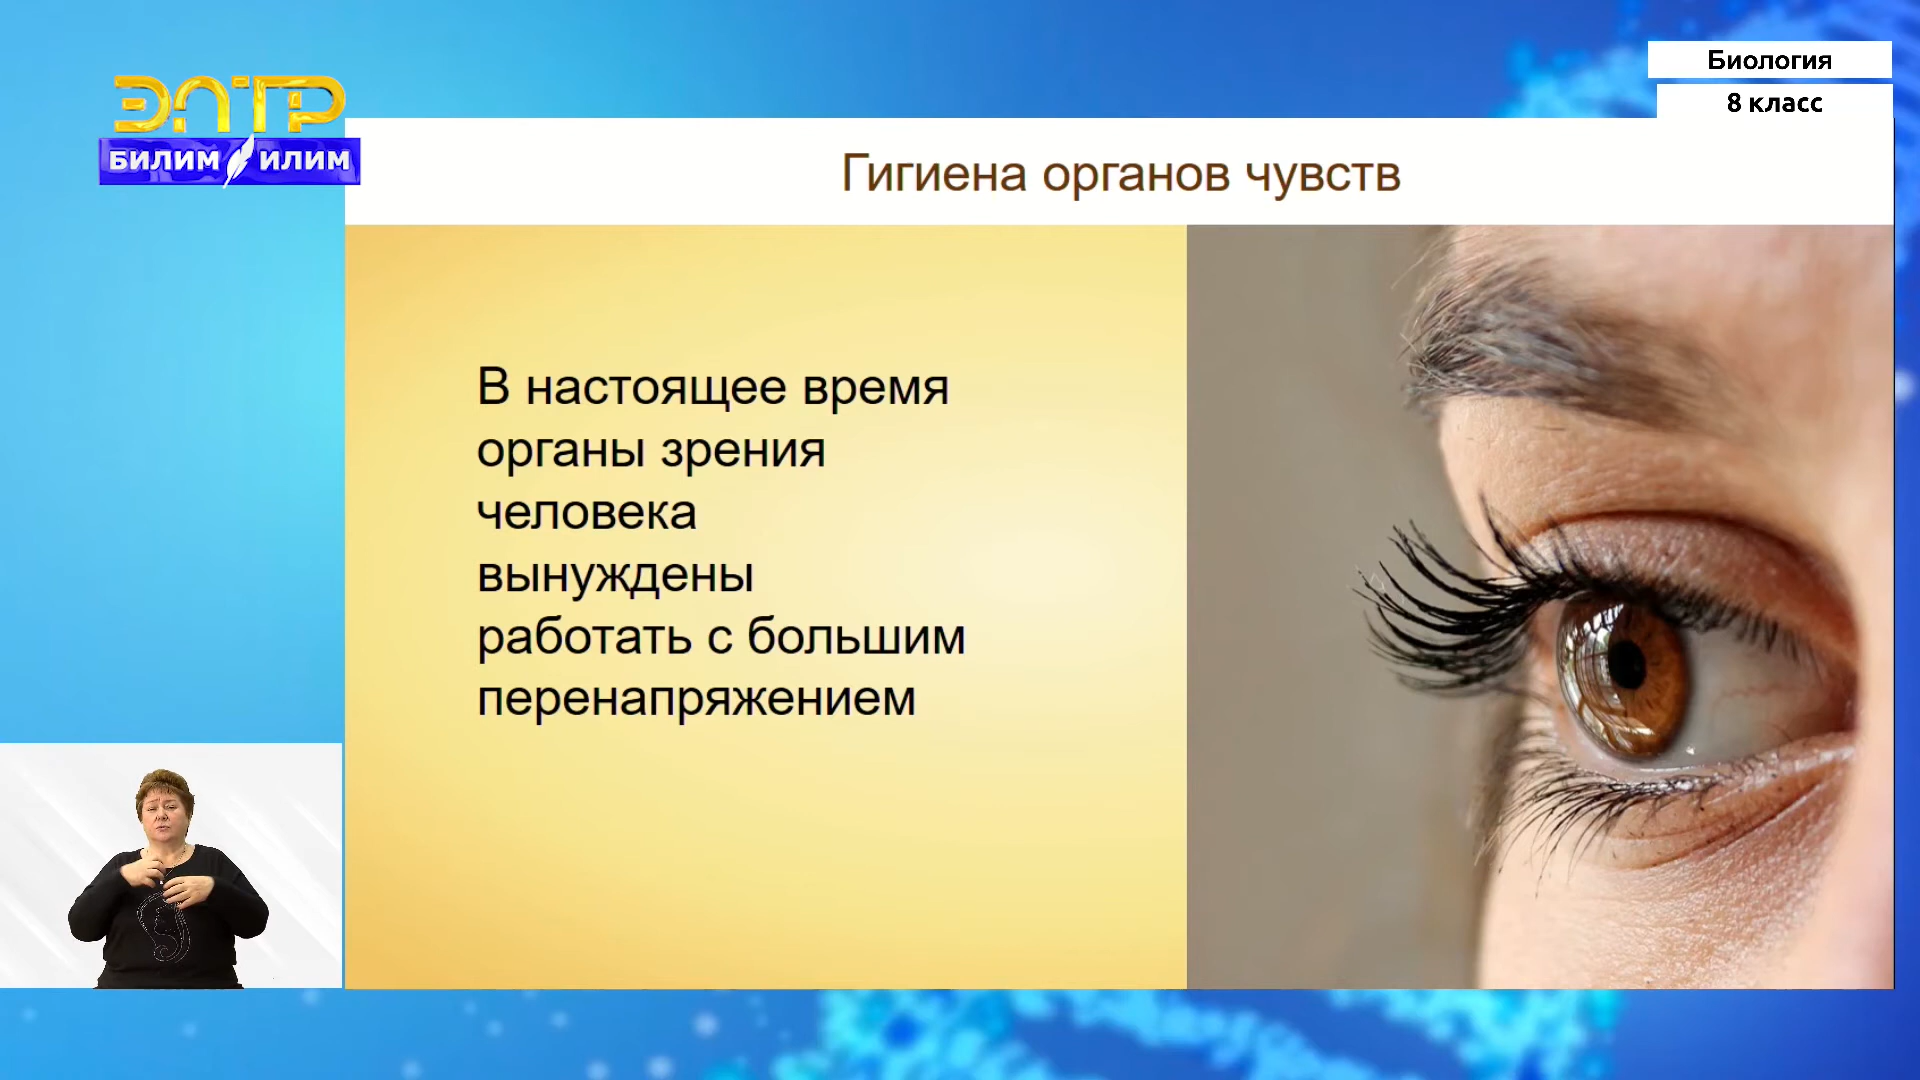 ЭЛТР
БИЛИМ ИЛИМ
Биология
8 класс
Гигиена органов чувств
В настоящее время
органы зрения
человека
вынуждены
работать с большим
перенапряжением